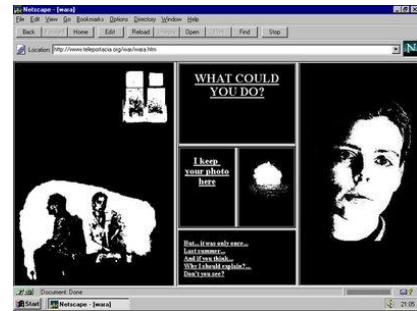 Netscape - [wara]
File Edit View Go Bookmarks Options Directory Window Help
Back Home Edit Reload Open Find Stop
Location: http://www.teleportacia.org/war/wara.htm
WHAT COULD
YOU DO?
I keep
your photo
here
But... it was only once...
Last summer...
And if you think...
Why I should explain?...
Don't you see?
Document: Done
Start Netscape - [wara] 21:05